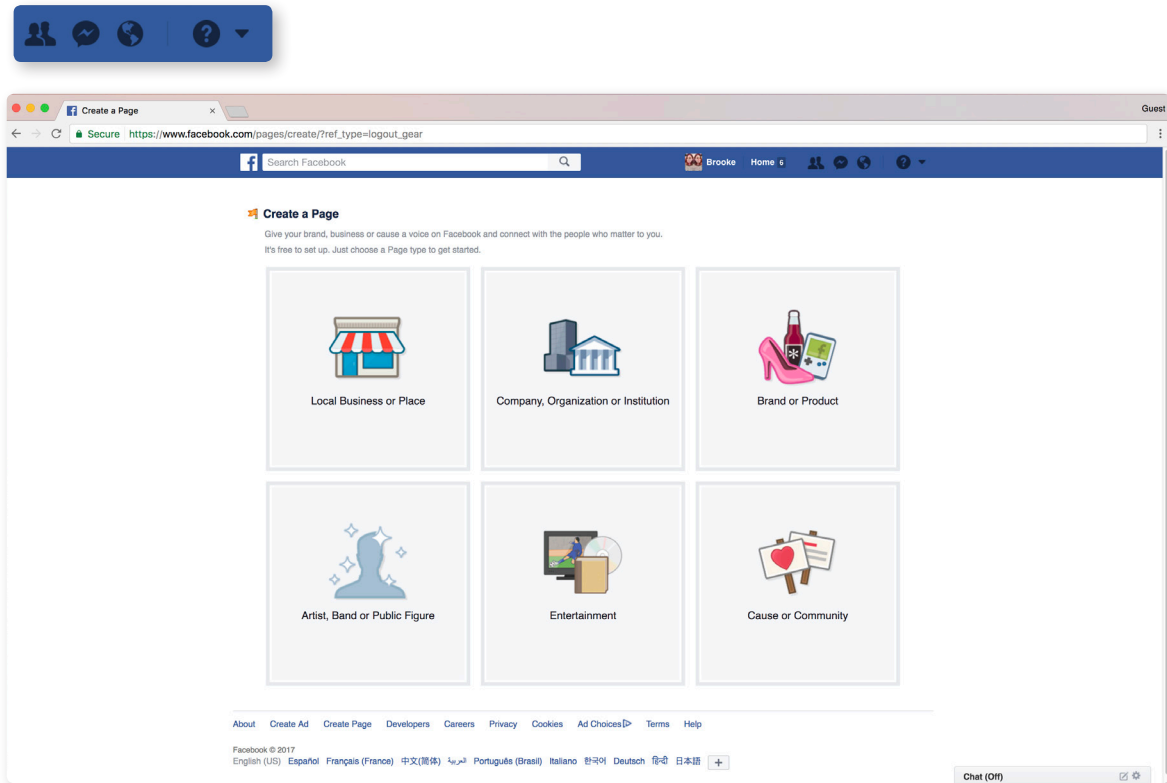 Create a Page
Guest
Secure https://www.facebook.com/pages/create/?ref_type=logout_gear
Search Facebook
Brooke Home 6
Create a Page
Give your brand, business or cause a voice on Facebook and connect with the people who matter to you.
It's free to set up. Just choose a Page type to get started.
Local Business or Place
Company, Organization or Institution
Brand or Product
Artist, Band or Public Figure
Entertainment
Cause or Community
About Create Ad Create Page Developers Careers Privacy Cookies Ad Choices Terms Help
Facebook © 2017
English (US) Español Français (France) 中文(简体) العربية Português (Brasil) Italiano 한국어 Deutsch हिन्दी 日本語
Chat (Off)